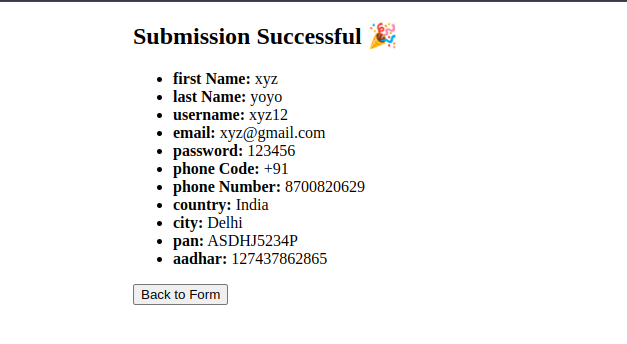 Submission Successful 🎉
first Name: xyz
last Name: yoyo
username: xyz12
email: xyz@gmail.com
password: 123456
phone Code: +91
phone Number: 8700820629
country: India
city: Delhi
pan: ASDHJ5234P
aadhar: 127437862865
Back to Form